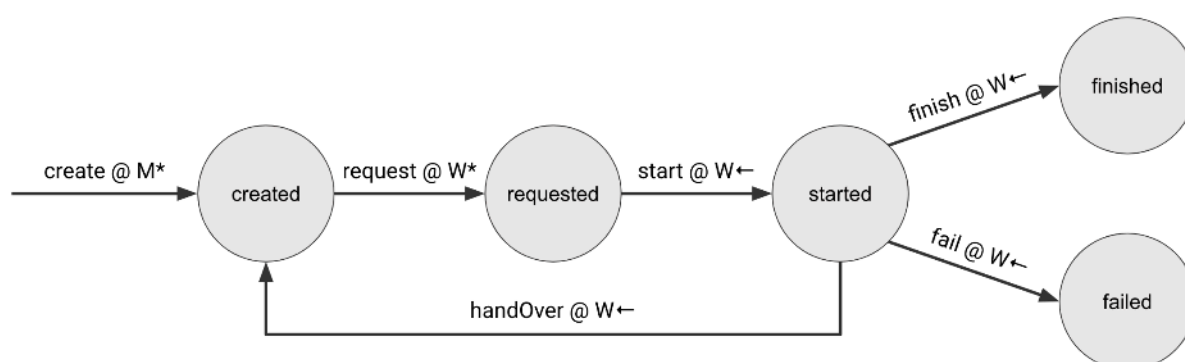 create @ M*
created
request @ W*
requested
start @ W←
started
finish @ W←
finished
fail @ W←
failed
handOver @ W←